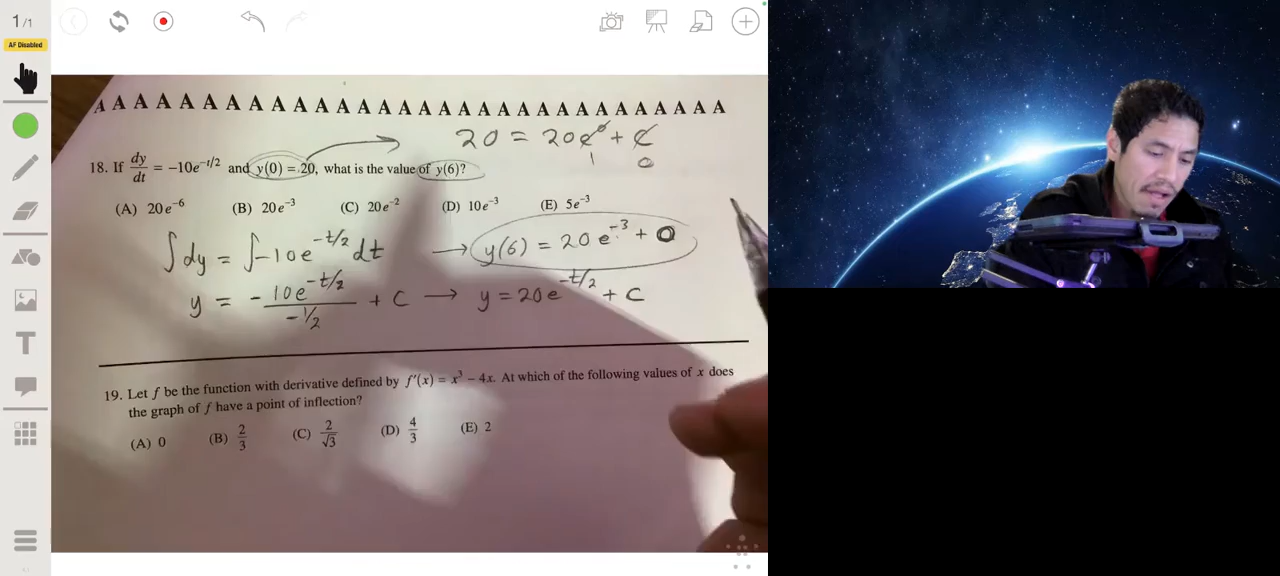 1/1
AF Disabled
A A A A A A A A A A A A A A A A A A A A A A A A A A A A
20 = 20e⁰ + C
1
0
18. If dy/dt = −10e^(−t/2) and y(0) = 20, what is the value of y(6)?
(A) 20e⁻⁶ (B) 20e⁻³ (C) 20e⁻² (D) 10e⁻³ (E) 5e⁻³
∫dy = ∫−10e^(−t/2) dt → y(6) = 20e⁻³ + 0
y = −10e^(−t/2)/(−1/2) + C → y = 20e^(−t/2) + C
19. Let f be the function with derivative defined by f′(x) = x³ − 4x. At which of the following values of x does
the graph of f have a point of inflection?
(A) 0 (B) 2/3 (C) 2/√3 (D) 4/3 (E) 2
T